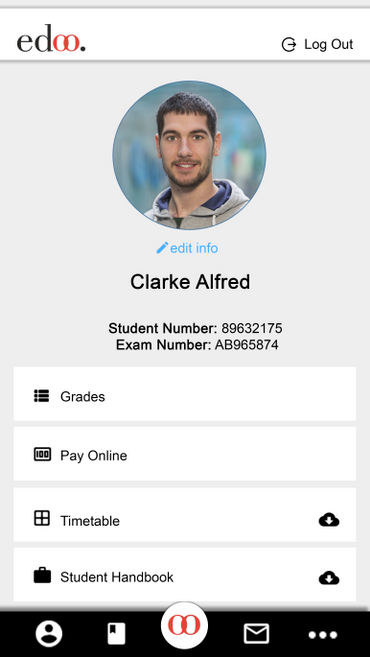 edoo.
Log Out
edit info
Clarke Alfred
Student Number: 89632175
Exam Number: AB965874
Grades
Pay Online
Timetable
Student Handbook